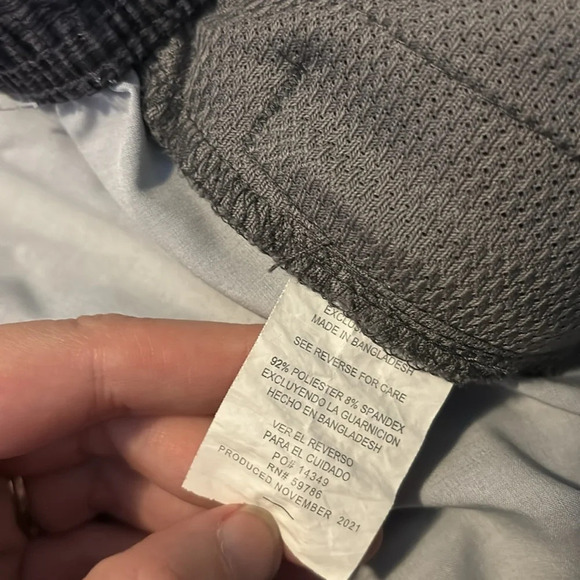 MADE IN BANGLADESH
SEE REVERSE FOR CARE
92% POLIESTER 8% SPANDEX
EXCLUYENDO LA GUARNICION
HECHO EN BANGLADESH
VER EL REVERSO
PARA EL CUIDADO
PO# 14349
RN# 59786
PRODUCED NOVEMBER 2021